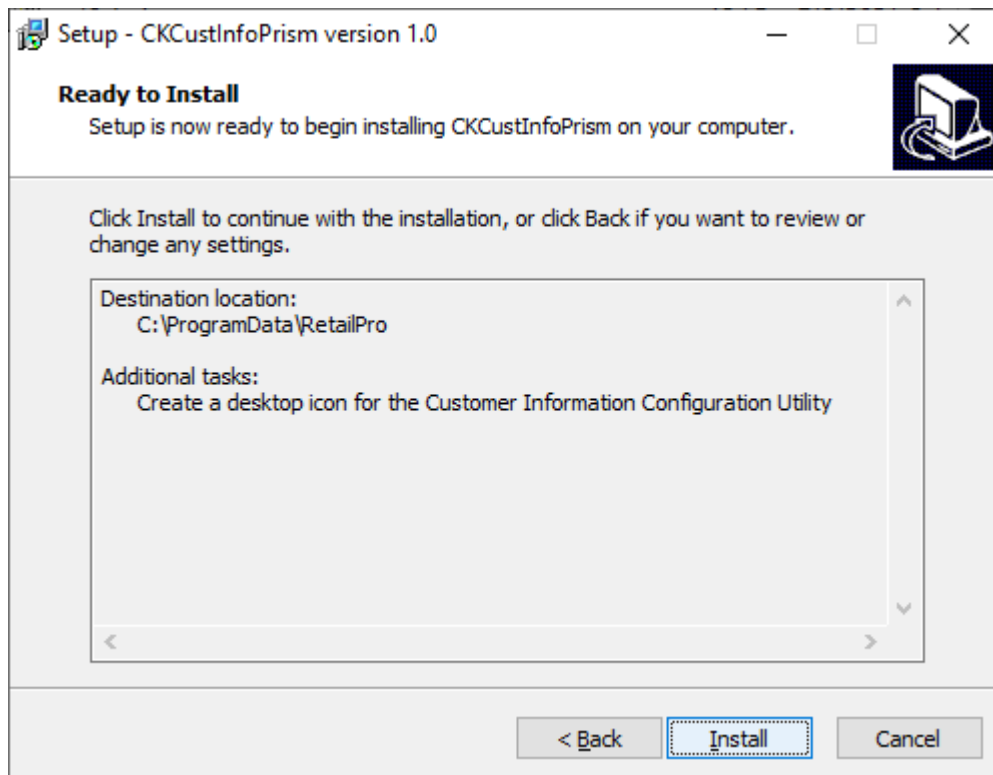 Setup - CKCustInfoPrism version 1.0
Ready to Install
Setup is now ready to begin installing CKCustInfoPrism on your computer.
Click Install to continue with the installation, or click Back if you want to review or
change any settings.
Destination location:
C:\ProgramData\RetailPro
Additional tasks:
Create a desktop icon for the Customer Information Configuration Utility
< Back
Install
Cancel